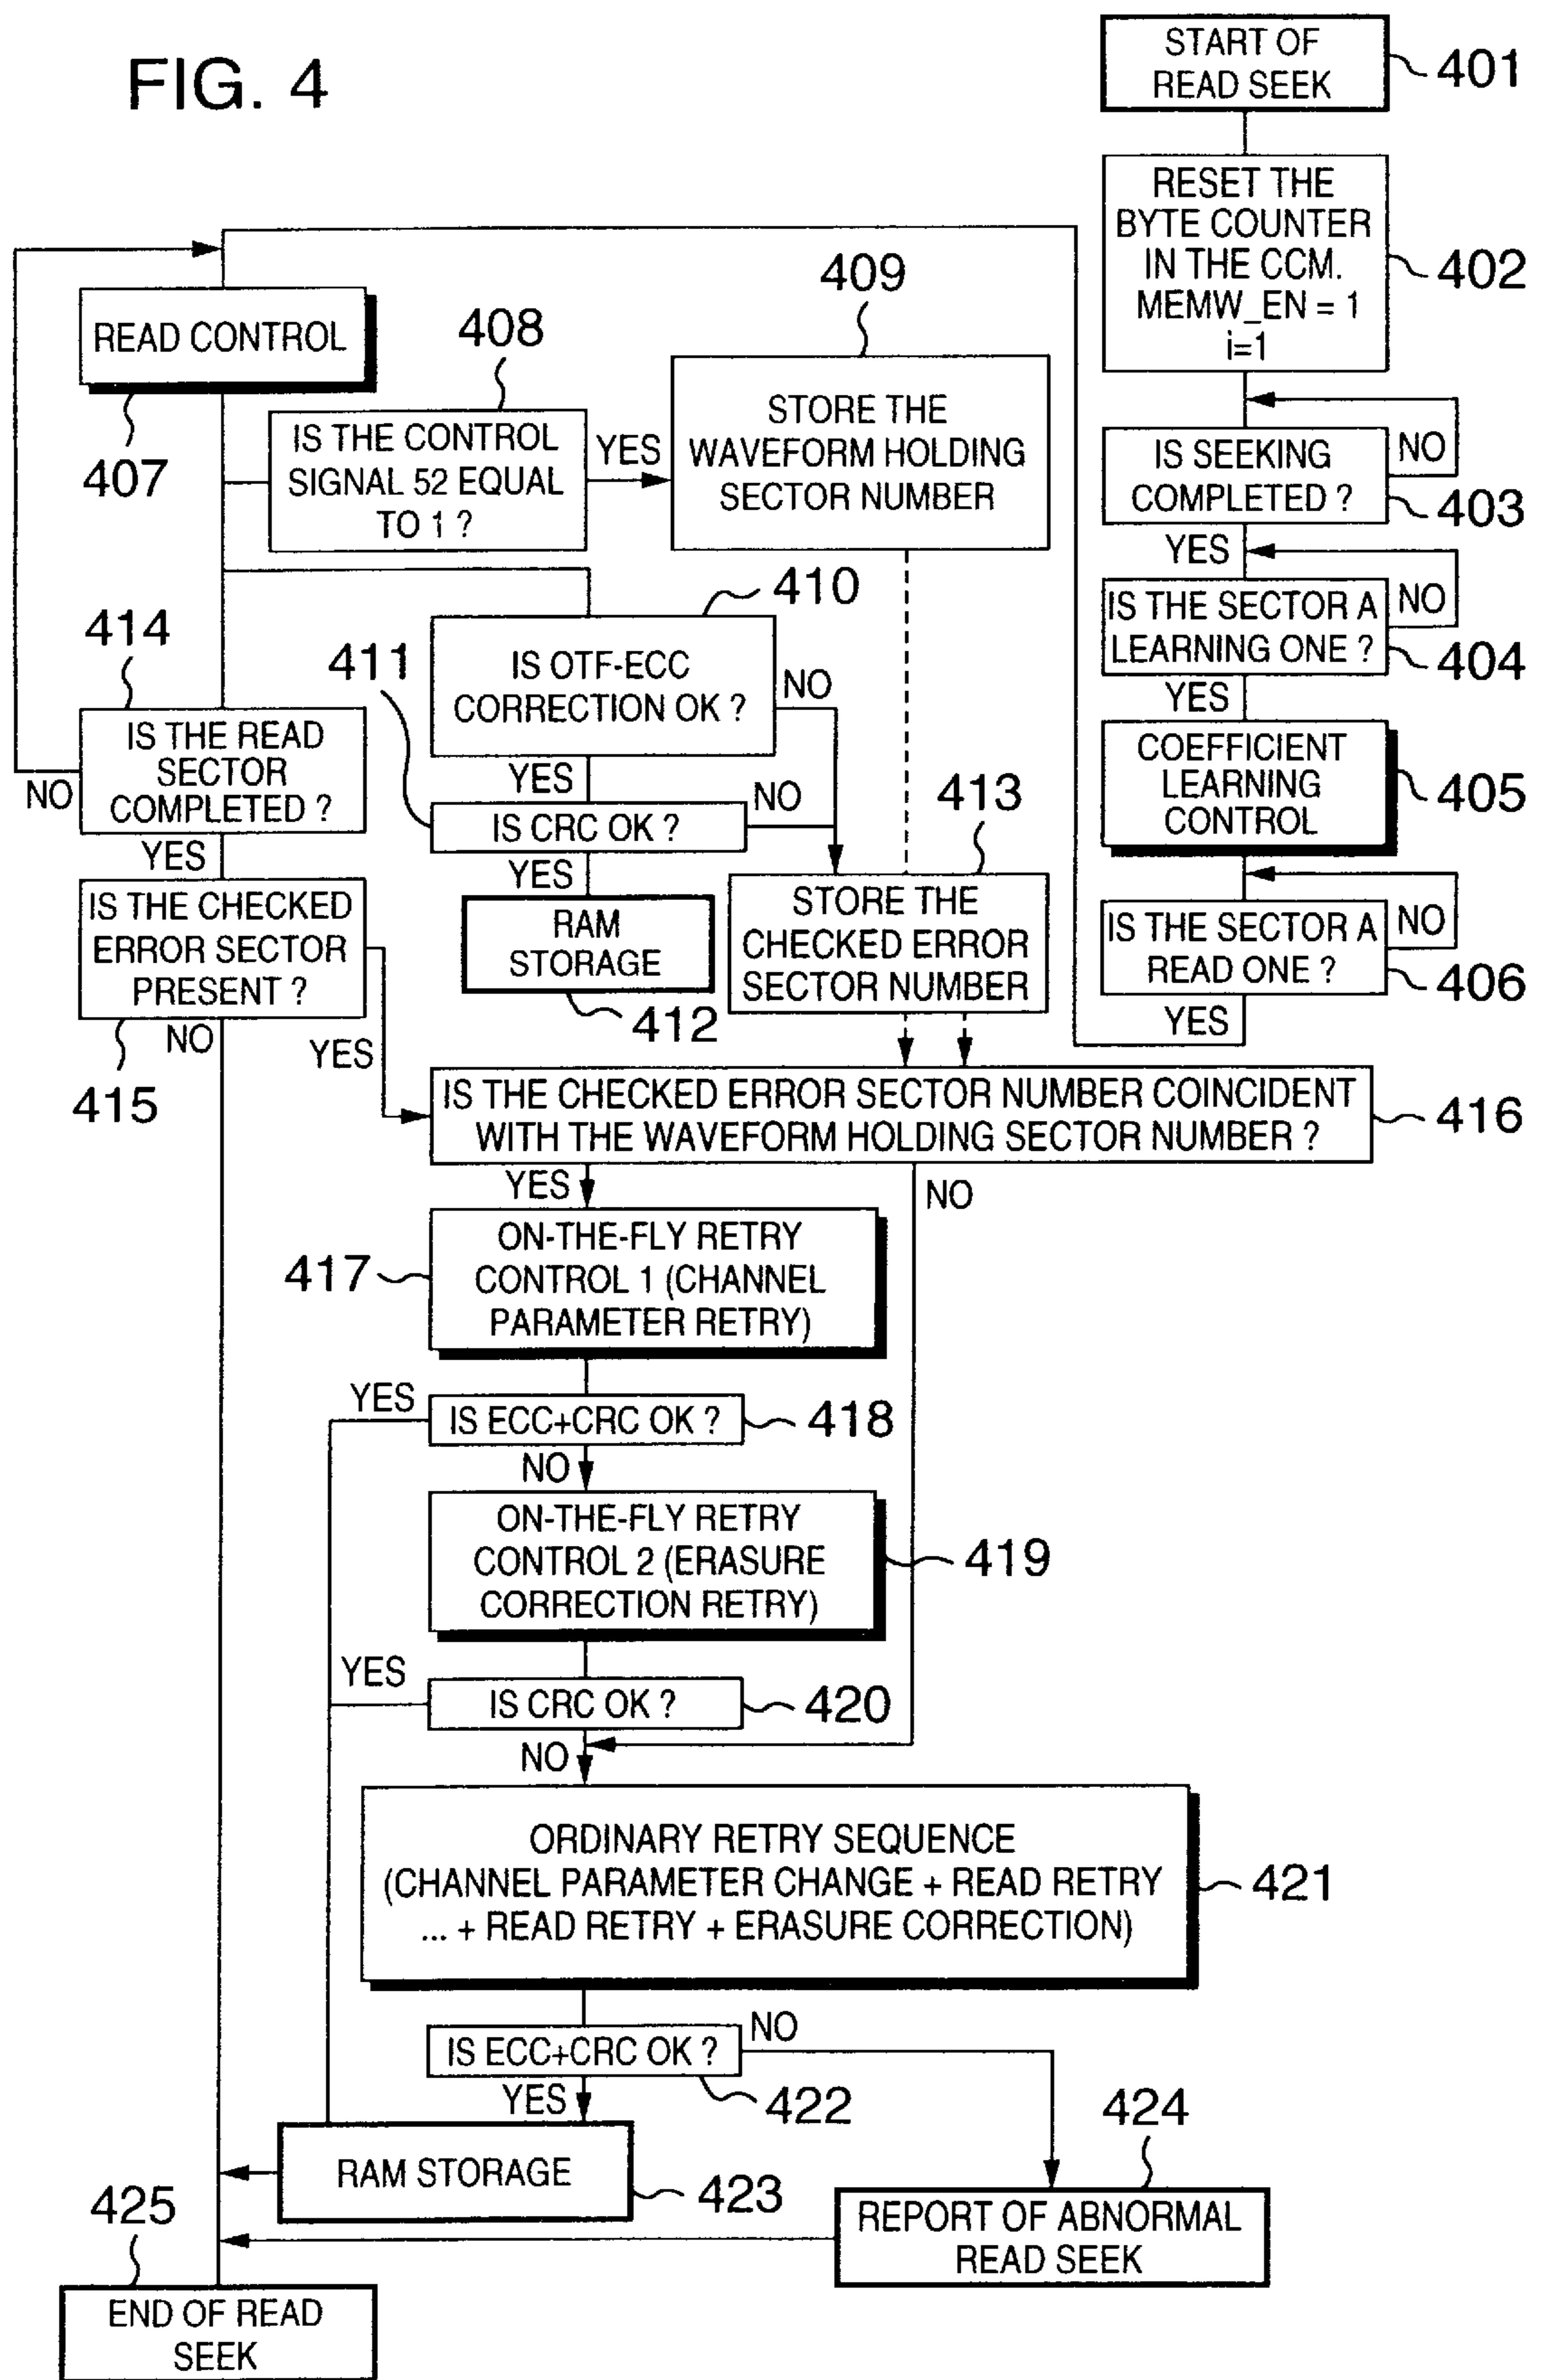 FIG. 4
START OF
READ SEEK
401
RESET THE
BYTE COUNTER
IN THE CCM.
MEMW_EN = 1
i=1
402
IS SEEKING
COMPLETED ?
NO
403
YES
IS THE SECTOR A
LEARNING ONE ?
NO
404
YES
COEFFICIENT
LEARNING
CONTROL
405
IS THE SECTOR A
READ ONE ?
NO
406
YES
READ CONTROL
407
408
IS THE CONTROL
SIGNAL 52 EQUAL
TO 1 ?
YES
409
STORE THE
WAVEFORM HOLDING
SECTOR NUMBER
410
IS OTF-ECC
CORRECTION OK ?
NO
YES
411
IS CRC OK ?
NO
YES
RAM
STORAGE
412
413
STORE THE
CHECKED ERROR
SECTOR NUMBER
414
IS THE READ
SECTOR
COMPLETED ?
NO
YES
IS THE CHECKED
ERROR SECTOR
PRESENT ?
415
NO
YES
IS THE CHECKED ERROR SECTOR NUMBER COINCIDENT
WITH THE WAVEFORM HOLDING SECTOR NUMBER ?
416
YES
NO
ON-THE-FLY RETRY
CONTROL 1 (CHANNEL
PARAMETER RETRY)
417
YES
IS ECC+CRC OK ?
418
NO
ON-THE-FLY RETRY
CONTROL 2 (ERASURE
CORRECTION RETRY)
419
YES
IS CRC OK ?
420
NO
ORDINARY RETRY SEQUENCE
(CHANNEL PARAMETER CHANGE + READ RETRY
... + READ RETRY + ERASURE CORRECTION)
421
IS ECC+CRC OK ?
NO
422
YES
RAM STORAGE
423
424
REPORT OF ABNORMAL
READ SEEK
425
END OF READ
SEEK